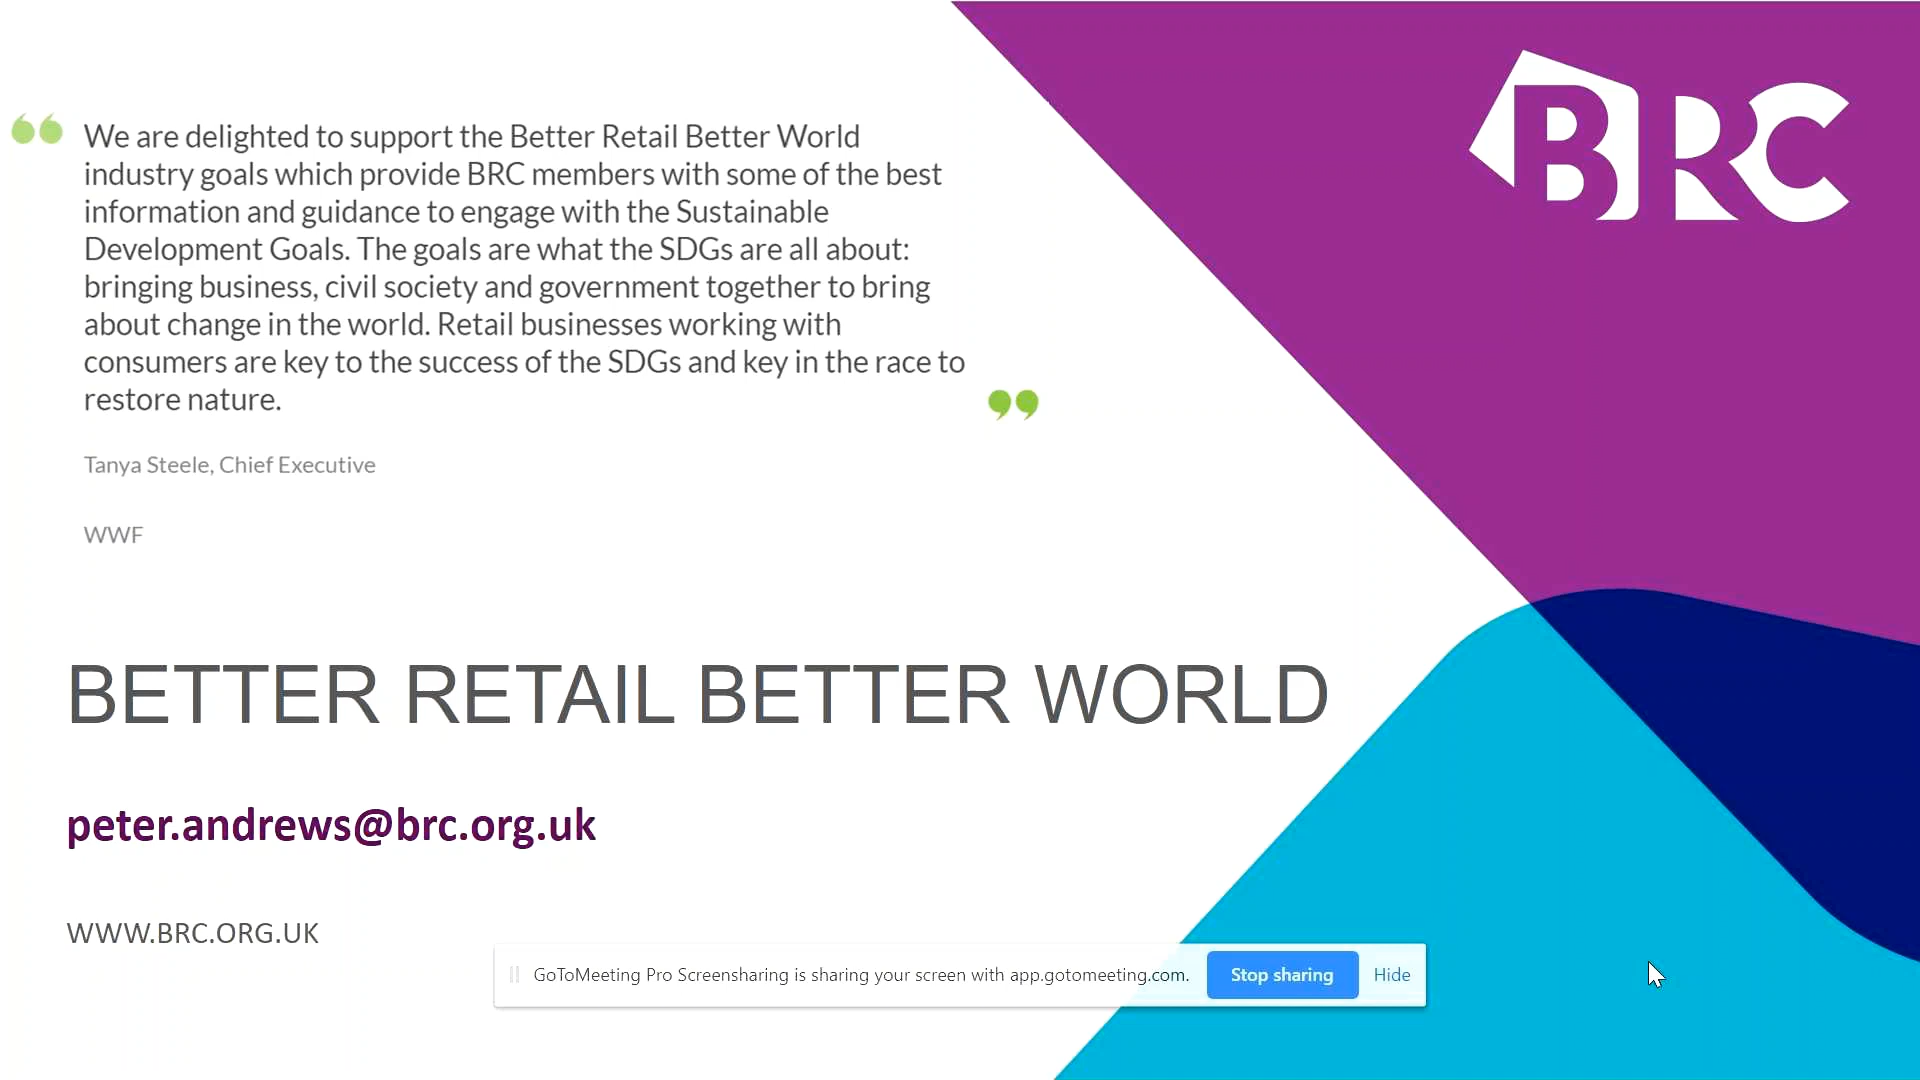 BRC
We are delighted to support the Better Retail Better World
industry goals which provide BRC members with some of the best
information and guidance to engage with the Sustainable
Development Goals. The goals are what the SDGs are all about:
bringing business, civil society and government together to bring
about change in the world. Retail businesses working with
consumers are key to the success of the SDGs and key in the race to
restore nature.
Tanya Steele, Chief Executive
WWF
BETTER RETAIL BETTER WORLD
peter.andrews@brc.org.uk
WWW.BRC.ORG.UK
GoToMeeting Pro Screensharing is sharing your screen with app.gotomeeting.com. Stop sharing Hide